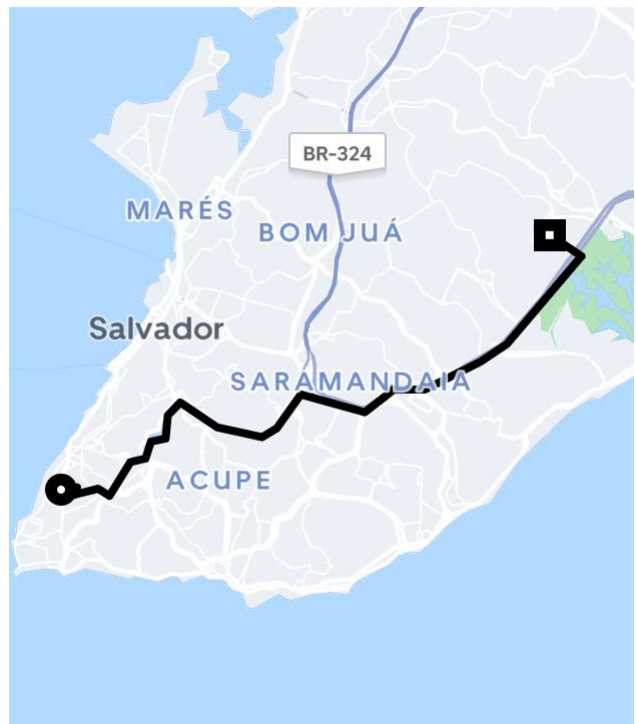 BR-324
MARÉS
BOM JUÁ
Salvador
SARAMANDAIA
ACUPE